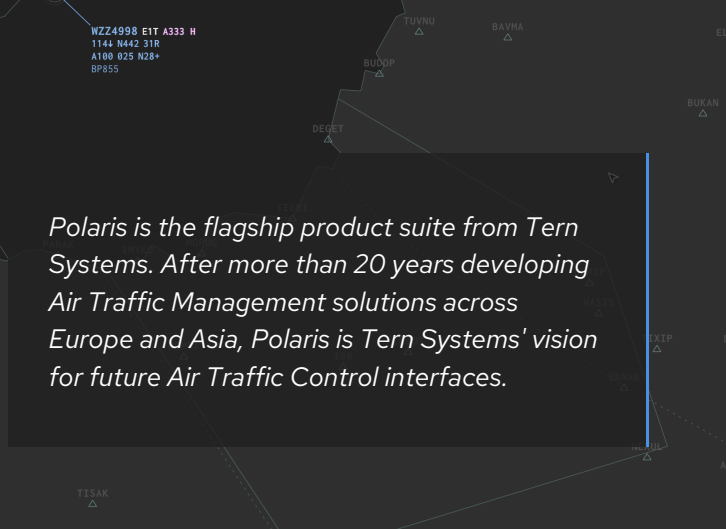 TUVNU
BAVMA
WZZ4998 E1T A333 H
114↓ N442 31R
A100 025 N28+
BP855
BUDOP
BUKAN
DEGET
Polaris is the flagship product suite from Tern
Systems. After more than 20 years developing
Air Traffic Management solutions across
Europe and Asia, Polaris is Tern Systems' vision
for future Air Traffic Control interfaces.
TISAK